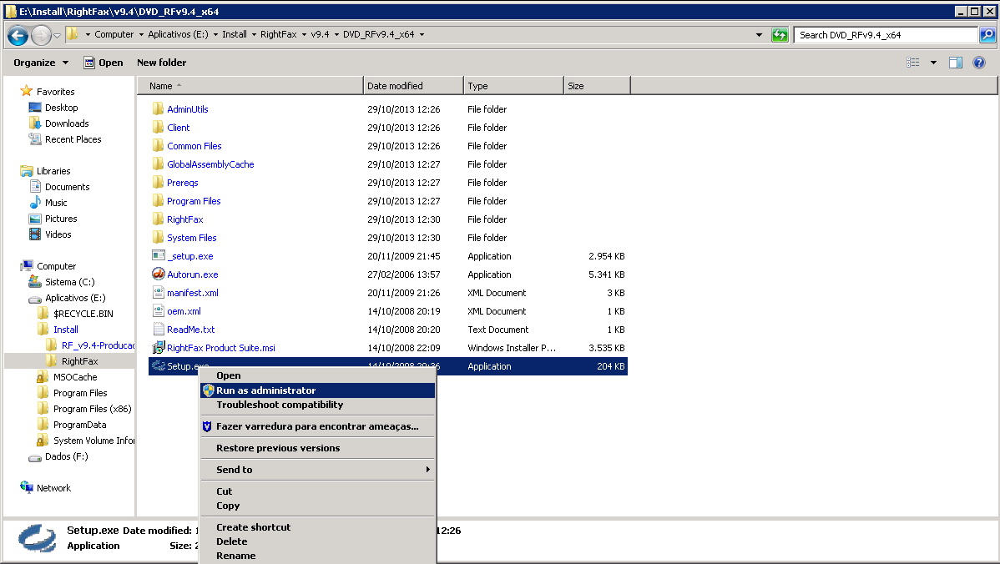 E:\Install\RightFax\v9.4\DVD_RFv9.4_x64
Computer Aplicativos (E:) Install RightFax v9.4 DVD_RFv9.4_x64 Search DVD_RFv9.4_x64
Organize Open New folder
Favorites
Desktop
Downloads
Recent Places
Libraries
Documents
Music
Pictures
Videos
Computer
Sistema (C:)
Aplicativos (E:)
$RECYCLE.BIN
Install
RF_v9.4-Producao
RightFax
MSOCache
Program Files
Program Files (x86)
ProgramData
System Volume Infor
Dados (F:)
Network
Name Date modified Type Size
AdminUtils 29/10/2013 12:26 File folder
Client 29/10/2013 12:26 File folder
Common Files 29/10/2013 12:26 File folder
GlobalAssemblyCache 29/10/2013 12:27 File folder
Prereqs 29/10/2013 12:27 File folder
Program Files 29/10/2013 12:27 File folder
RightFax 29/10/2013 12:30 File folder
System Files 29/10/2013 12:30 File folder
_setup.exe 20/11/2009 21:45 Application 2.954 KB
Autorun.exe 27/02/2006 13:57 Application 5.341 KB
manifest.xml 20/11/2009 21:26 XML Document 3 KB
oem.xml 14/10/2008 20:19 XML Document 1 KB
ReadMe.txt 14/10/2008 20:20 Text Document 1 KB
RightFax Product Suite.msi 14/10/2008 22:09 Windows Installer P... 3.535 KB
Setup.exe 14/10/2008 20:36 Application 204 KB
Open
Run as administrator
Troubleshoot compatibility
Fazer varredura para encontrar ameaças...
Restore previous versions
Send to
Cut
Copy
Create shortcut
Delete
Rename
Setup.exe Date modified: 12:26
Application Size: